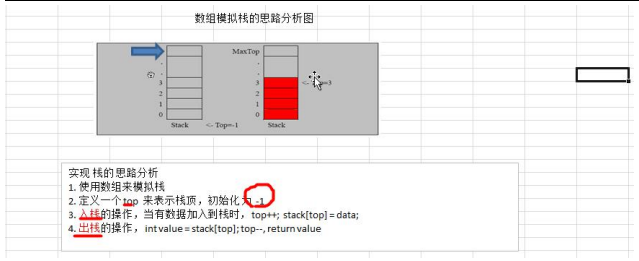 数组模拟栈的思路分析图
MaxTop
3
2
1
0
Stack <- Top=-1
3 <- Top=3
2
1
0
Stack
实现 栈的思路分析
1. 使用数组来模拟栈
2. 定义一个 top 来表示栈顶，初始化 为 -1
3. 入栈的操作，当有数据加入到栈时，top++; stack[top] = data;
4. 出栈的操作，int value = stack[top]; top--, return value